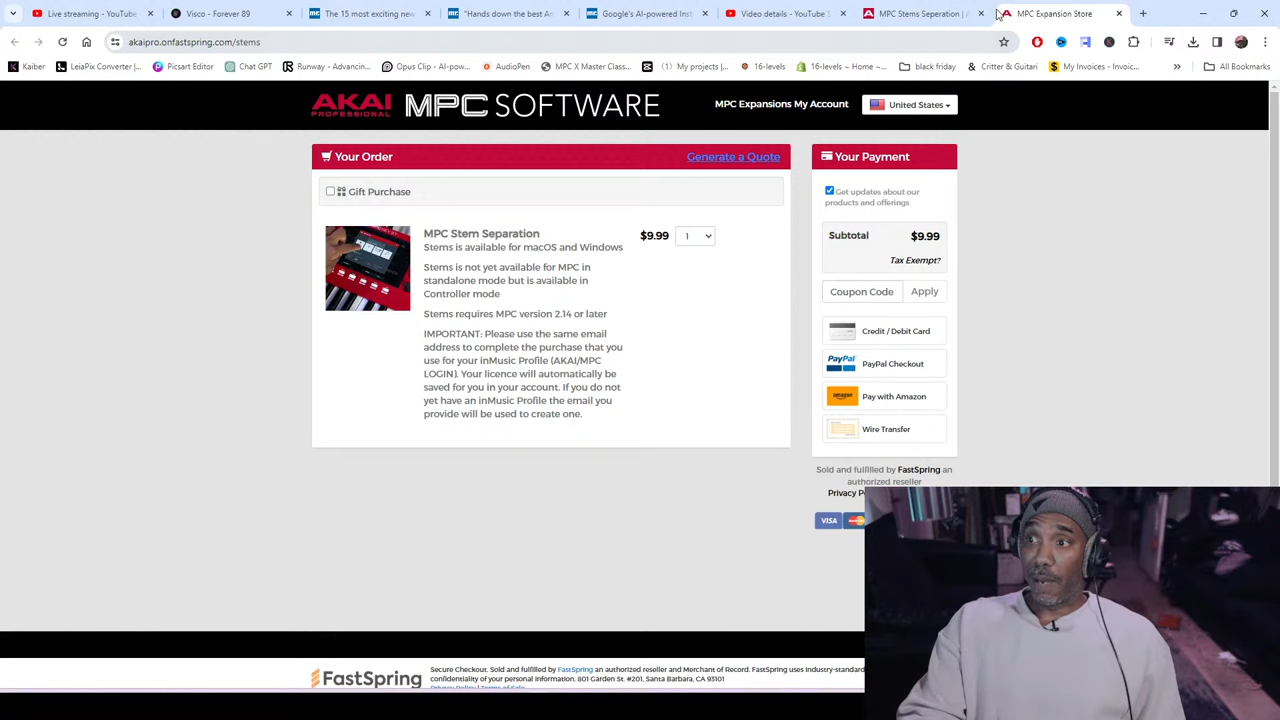 Live streaming - YouTube
Visco - Forever 89
The 15 most exciting new
"Hands down the best Am
Google's AI-powered Inst
Video details - YouTube S
MPC Stems Seperation | A
MPC Expansion Store
akaipro.onfastspring.com/stems
Kaiber
LeiaPix Converter |...
Picsart Editor
Chat GPT
Runway - Advancin...
Opus Clip - AI-pow...
AudioPen
MPC X Master Class...
(1) My projects |...
16-levels
16-levels ~ Home ~...
black friday
Critter & Guitari
My Invoices - Invoic...
All Bookmarks
AKAI PROFESSIONAL MPC SOFTWARE
MPC Expansions My Account
United States
Your Order
Generate a Quote
Gift Purchase
MPC Stem Separation
$9.99
1
Stems is available for macOS and Windows
Stems is not yet available for MPC in
standalone mode but is available in
Controller mode
Stems requires MPC version 2.14 or later
IMPORTANT: Please use the same email
address to complete the purchase that you
use for your inMusic Profile (AKAI/MPC
LOGIN). Your licence will automatically be
saved for you in your account. If you do not
yet have an inMusic Profile the email you
provide will be used to create one.
Your Payment
Get updates about our
products and offerings
Subtotal
$9.99
Tax Exempt?
Coupon Code
Apply
Credit / Debit Card
PayPal
PayPal Checkout
amazon
Pay with Amazon
Wire Transfer
Sold and fulfilled by FastSpring an
authorized reseller
Privacy Po
VISA
FastSpring
Secure Checkout. Sold and fulfilled by FastSpring an authorized reseller and Merchant of Record. FastSpring uses industry-standard
confidentiality of your personal information. 801 Garden St. #201, Santa Barbara, CA 93101
Privacy Policy | Terms of Sale